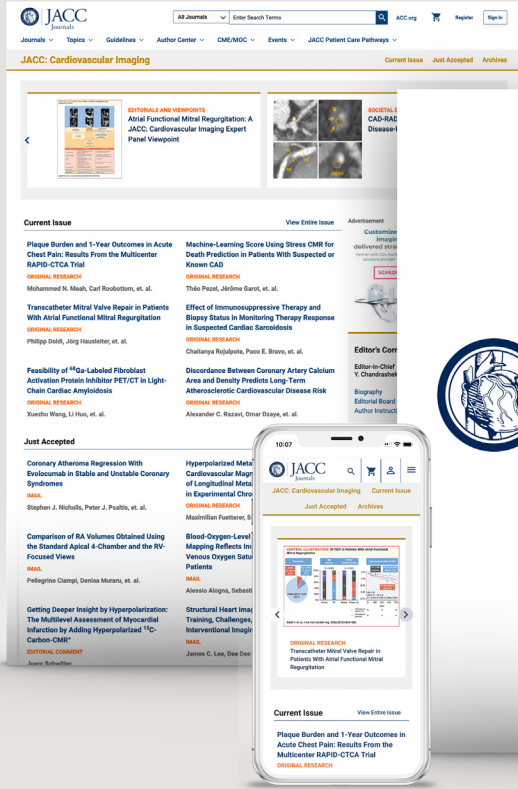 JACC
Journals
All Journals
Enter Search Terms
ACC.org
Register
Sign In
Journals
Topics
Guidelines
Author Center
CME/MOC
Events
JACC Patient Care Pathways
JACC: Cardiovascular Imaging
Current Issue
Just Accepted
Archives
EDITORIALS AND VIEWPOINTS
Atrial Functional Mitral Regurgitation: A
JACC: Cardiovascular Imaging Expert
Panel Viewpoint
SOCIETAL
CAD-RAD
Disease-
Current Issue
View Entire Issue
Plaque Burden and 1-Year Outcomes in Acute
Chest Pain: Results From the Multicenter
RAPID-CTCA Trial
ORIGINAL RESEARCH
Mohammed N. Meah, Carl Roobottom, et. al.
Transcatheter Mitral Valve Repair in Patients
With Atrial Functional Mitral Regurgitation
ORIGINAL RESEARCH
Philipp Doldi, Jörg Hausleiter, et. al.
Feasibility of ⁶⁸Ga-Labeled Fibroblast
Activation Protein Inhibitor PET/CT in Light-
Chain Cardiac Amyloidosis
ORIGINAL RESEARCH
Xuezhu Wang, Li Huo, et. al.
Machine-Learning Score Using Stress CMR for
Death Prediction in Patients With Suspected or
Known CAD
ORIGINAL RESEARCH
Théo Pezel, Jérôme Garot, et. al.
Effect of Immunosuppressive Therapy and
Biopsy Status in Monitoring Therapy Response
in Suspected Cardiac Sarcoidosis
ORIGINAL RESEARCH
Chaitanya Rojulpote, Paco E. Bravo, et. al.
Discordance Between Coronary Artery Calcium
Area and Density Predicts Long-Term
Atherosclerotic Cardiovascular Disease Risk
ORIGINAL RESEARCH
Alexander C. Razavi, Omar Dzaye, et. al.
Advertisement
Customize
imagin
delivered stra
SCHED
Editor's Corn
Editor-in-Chief
Y. Chandrashek
Biography
Editorial Board
Author Instructi
Just Accepted
Coronary Atheroma Regression With
Evolocumab in Stable and Unstable Coronary
Syndromes
IMAIL
Stephen J. Nicholls, Peter J. Psaltis, et. al.
Comparison of RA Volumes Obtained Using
the Standard Apical 4-Chamber and the RV-
Focused Views
IMAIL
Pellegrino Ciampi, Denisa Muraru, et. al.
Getting Deeper Insight by Hyperpolarization:
The Multilevel Assessment of Myocardial
Infarction by Adding Hyperpolarized ¹³C-
Carbon-CMR*
EDITORIAL COMMENT
Juerg Schwitter
Hyperpolarized Meta
Cardiovascular Magn
of Longitudinal Meta
in Experimental Chro
ORIGINAL RESEARCH
Maximilian Fuetterer, S
Blood-Oxygen-Level
Mapping Reflects In
Venous Oxygen Satu
Patients
IMAIL
Alessio Alogna, Sebasti
Structural Heart Imag
Training, Challenges,
Interventional Imagin
IMAIL
James C. Lee, Dee Dee
10:07
JACC
Journals
JACC: Cardiovascular Imaging
Current Issue
Just Accepted
Archives
ORIGINAL RESEARCH
Transcatheter Mitral Valve Repair in
Patients With Atrial Functional Mitral
Regurgitation
Current Issue
View Entire Issue
Plaque Burden and 1-Year Outcomes in
Acute Chest Pain: Results From the
Multicenter RAPID-CTCA Trial
ORIGINAL RESEARCH